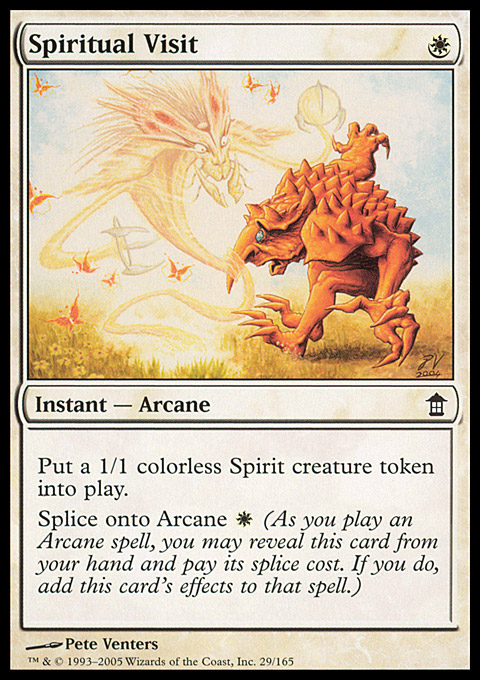 Spiritual Visit
PV
2004
Instant — Arcane
Put a 1/1 colorless Spirit creature token
into play.
Splice onto Arcane (As you play an
Arcane spell, you may reveal this card from
your hand and pay its splice cost. If you do,
add this card's effects to that spell.)
Pete Venters
™ & © 1993–2005 Wizards of the Coast, Inc. 29/165